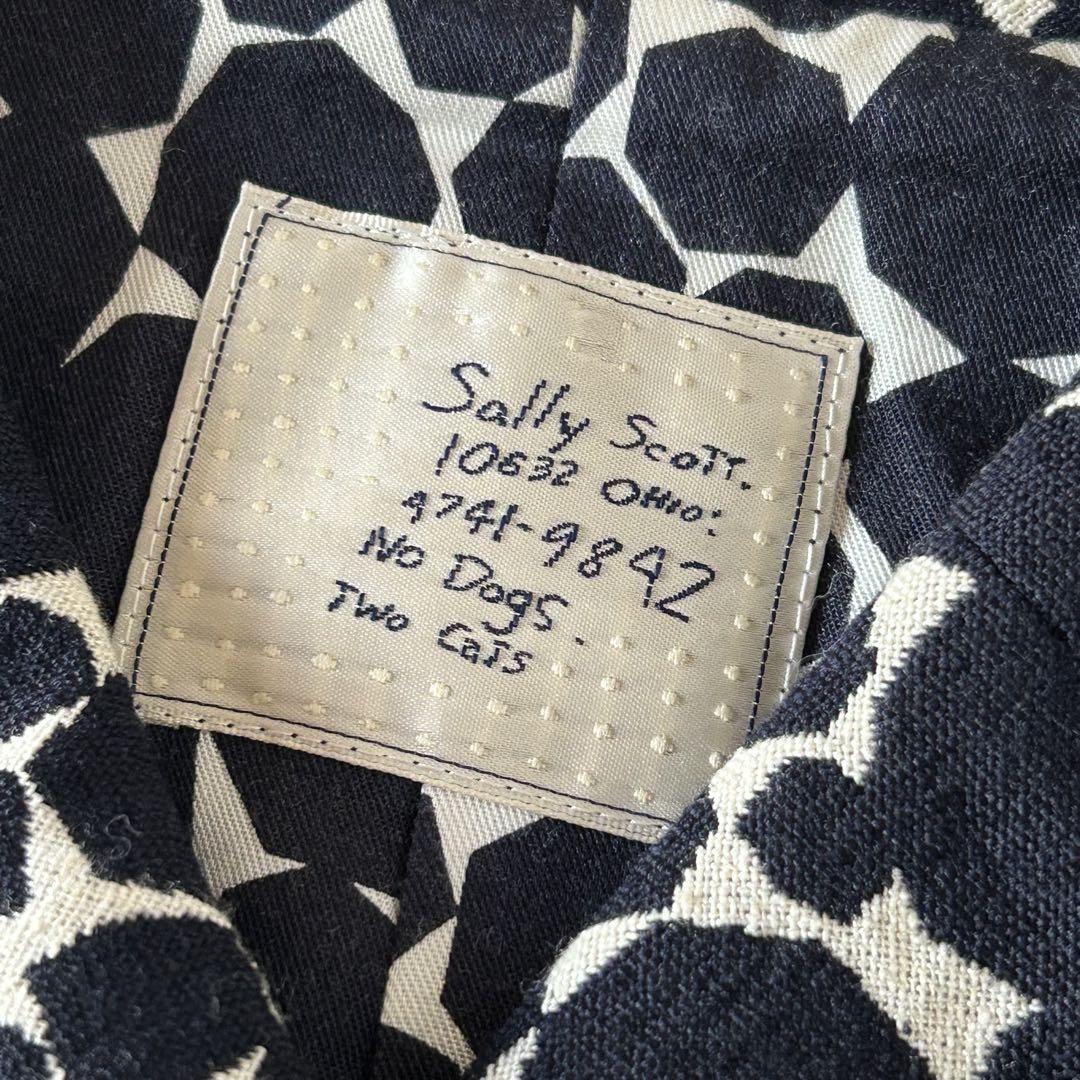 Sally Scott.
10632 Ohio:
4741-9842
No Dogs.
Two Cats